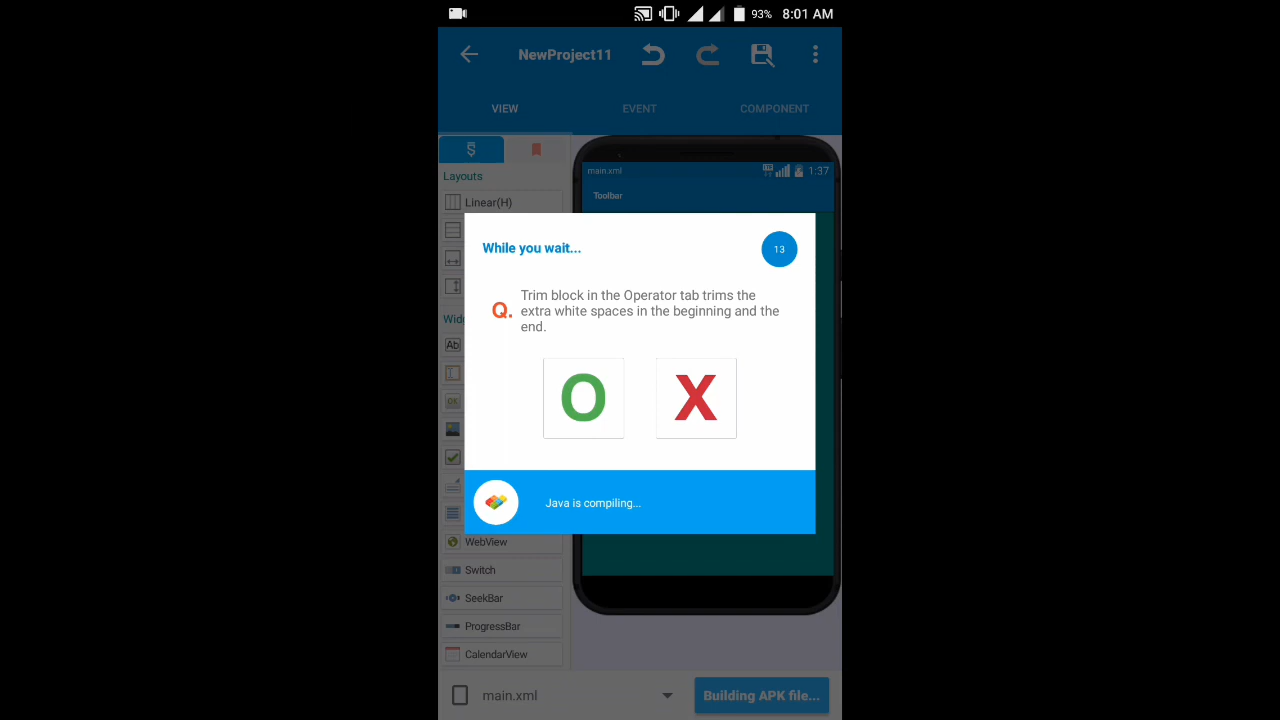 93% 8:01 AM
NewProject11
VIEW EVENT COMPONENT
Layouts
Linear(H)
main.xml 1:37
Toolbar
While you wait...
13
Q. Trim block in the Operator tab trims the
extra white spaces in the beginning and the
end.
O X
Java is compiling...
Ab
OK
WebView
Switch
SeekBar
ProgressBar
CalendarView
main.xml
Building APK file...